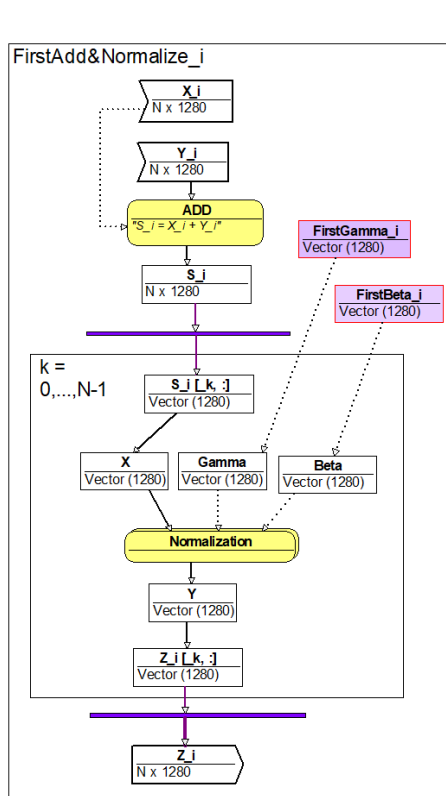 FirstAdd&Normalize_i
X_i
N x 1280
Y_i
N x 1280
ADD
"S_i = X_i + Y_i"
FirstGamma_i
Vector (1280)
S_i
N x 1280
FirstBeta_i
Vector (1280)
k =
0,...,N-1
S_i [_k, :]
Vector (1280)
X
Vector (1280)
Gamma
Vector (1280)
Beta
Vector (1280)
Normalization
Y
Vector (1280)
Z_i [_k, :]
Vector (1280)
Z_i
N x 1280